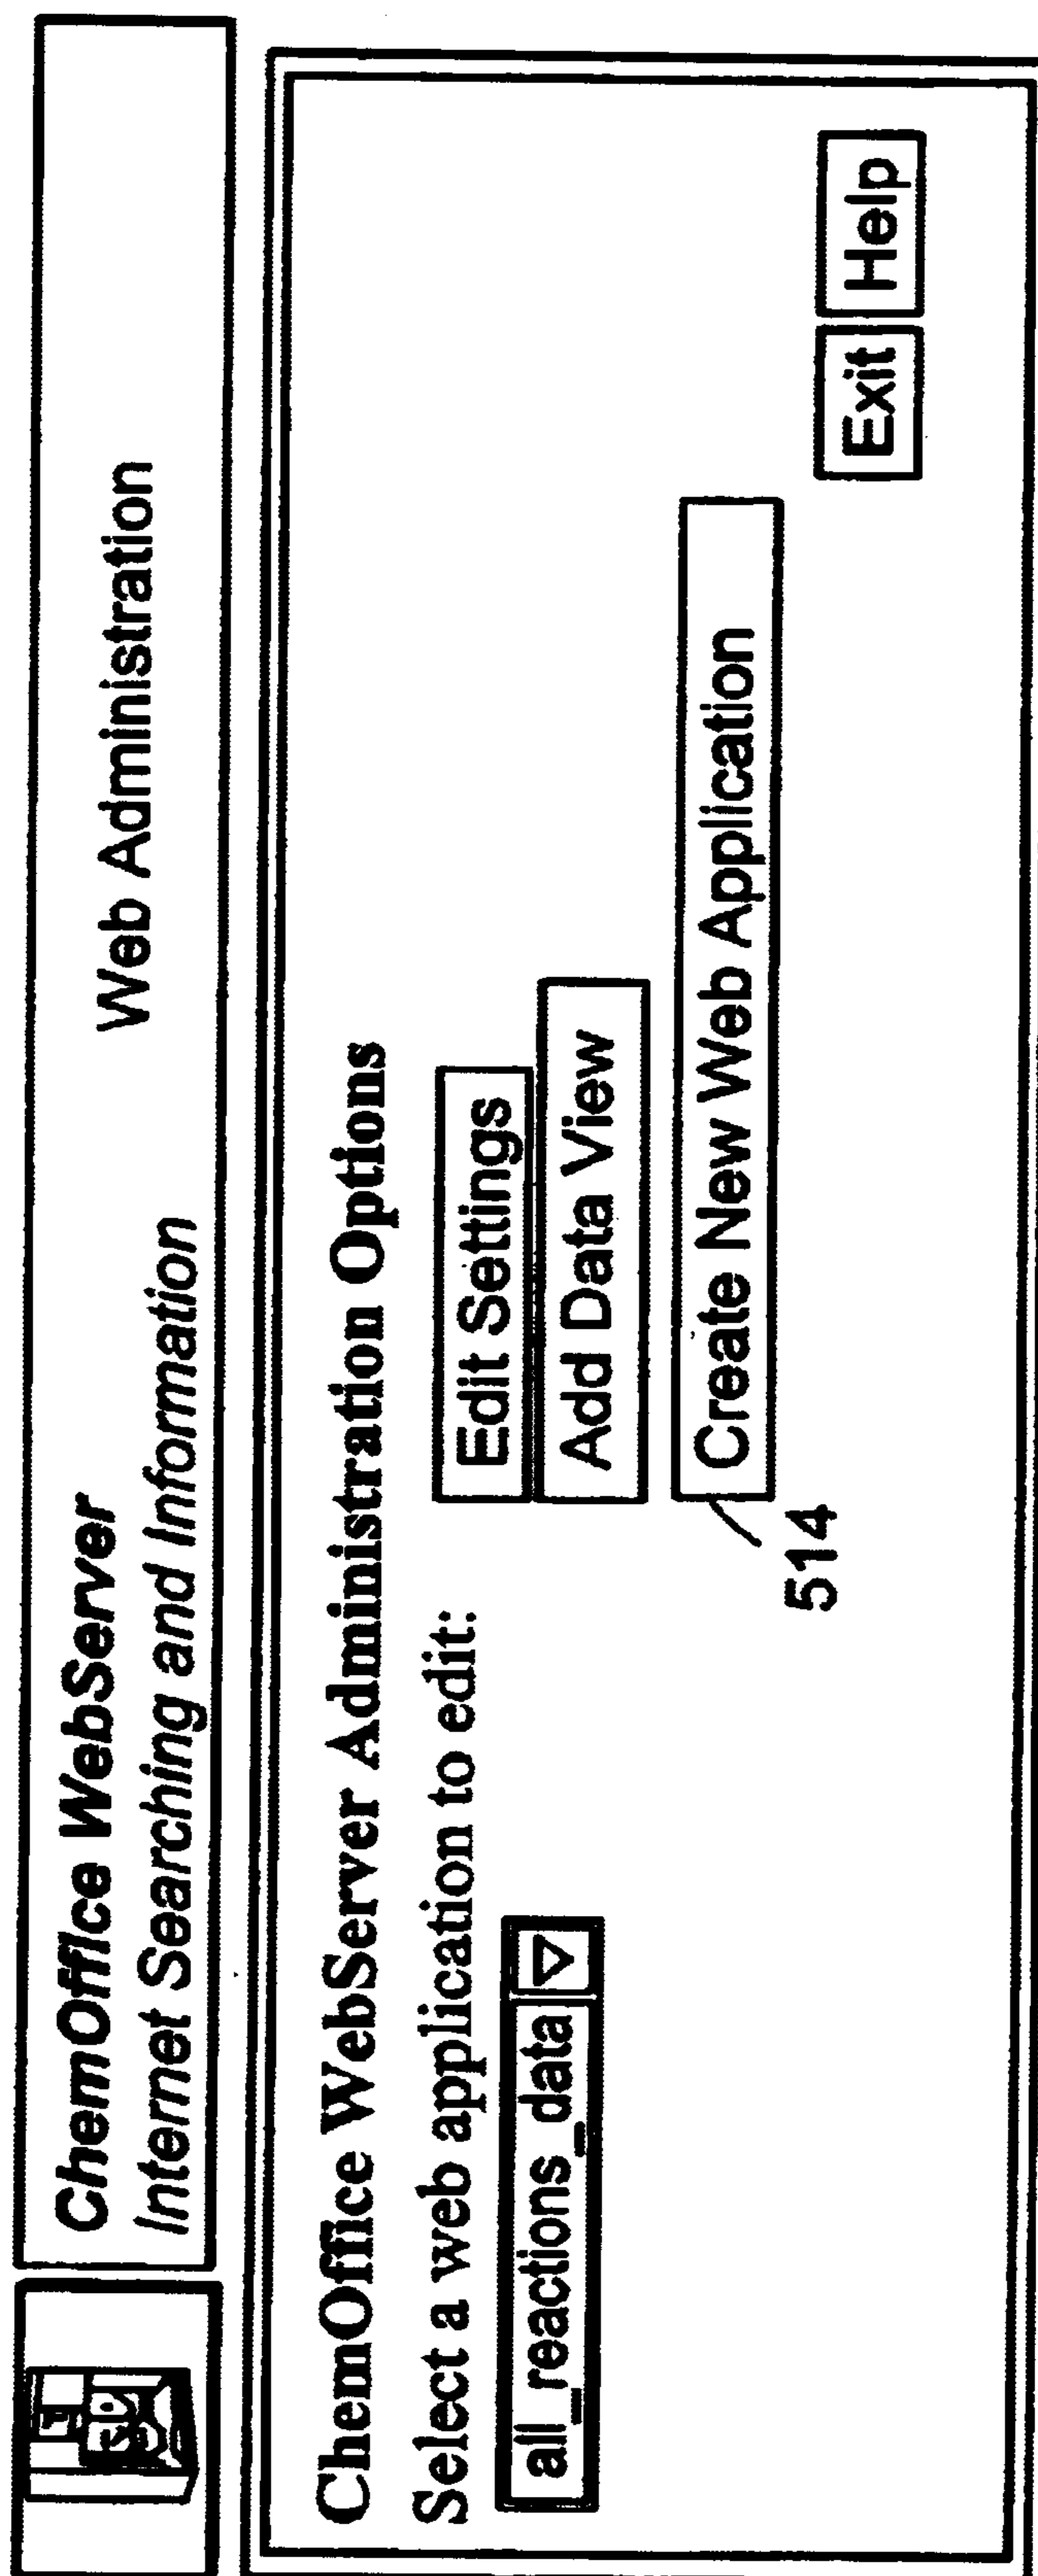 ChemOffice WebServer
Internet Searching and Information
Web Administration
ChemOffice WebServer Administration Options
Select a web application to edit:
all_reactions_data
Edit Settings
Add Data View
Create New Web Application
514
Exit
Help